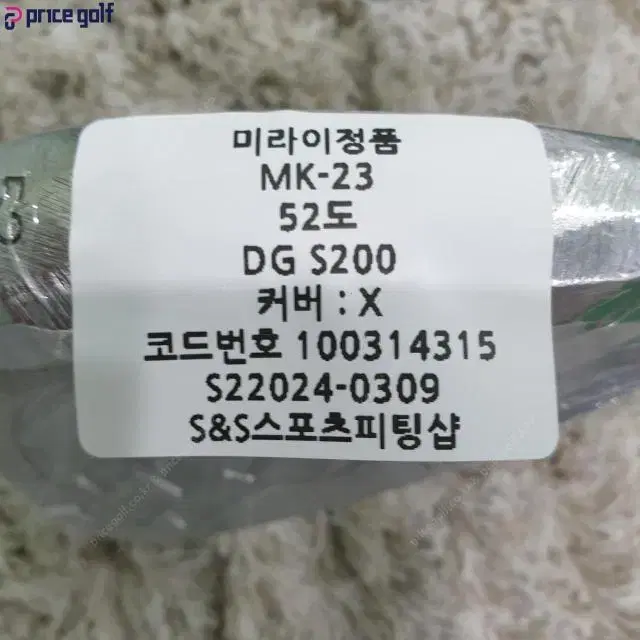 price golf
미라이정품
MK-23
52도
DG S200
커버 : X
코드번호 100314315
S22024-0309
S&S스포츠피팅샵